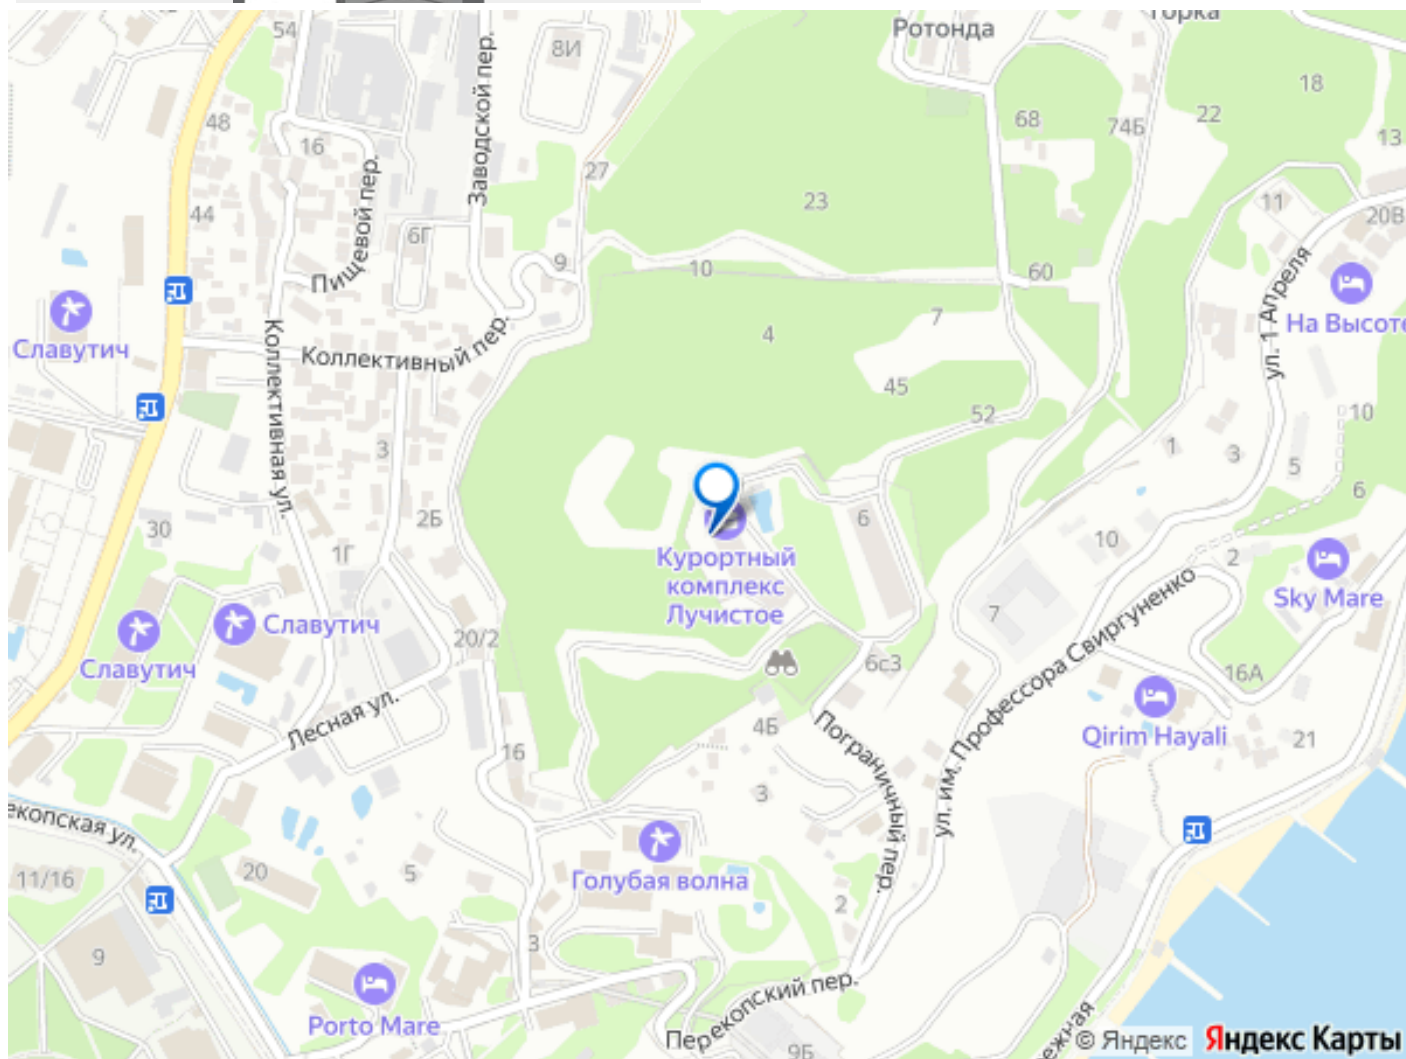 54
8И
Ротонда
48
16
Заводской пер.
68
74Б
22
18
13
27
44
Пищевой пер.
6Г
23
11
20В
9
10
60
ул. 1 Апреля
На Высоте
Славутич
Коллективный пер.
Коллективная ул.
4
7
45
52
10
3
1
3
5
6
30
2Б
1Г
6
10
2
Курортный
комплекс
Лучистое
Sky Mare
7
Славутич
Славутич
20/2
6с3
16А
ул. им. Профессора Свиргуненко
Лесная ул.
16
4Б
Пограничный пер.
Qirim Hayali
21
3
екопская ул.
11/16
20
5
Голубая волна
2
9
3
Porto Mare
Перекопский пер.
9Б
ежная
© Яндекс
Яндекс Карты